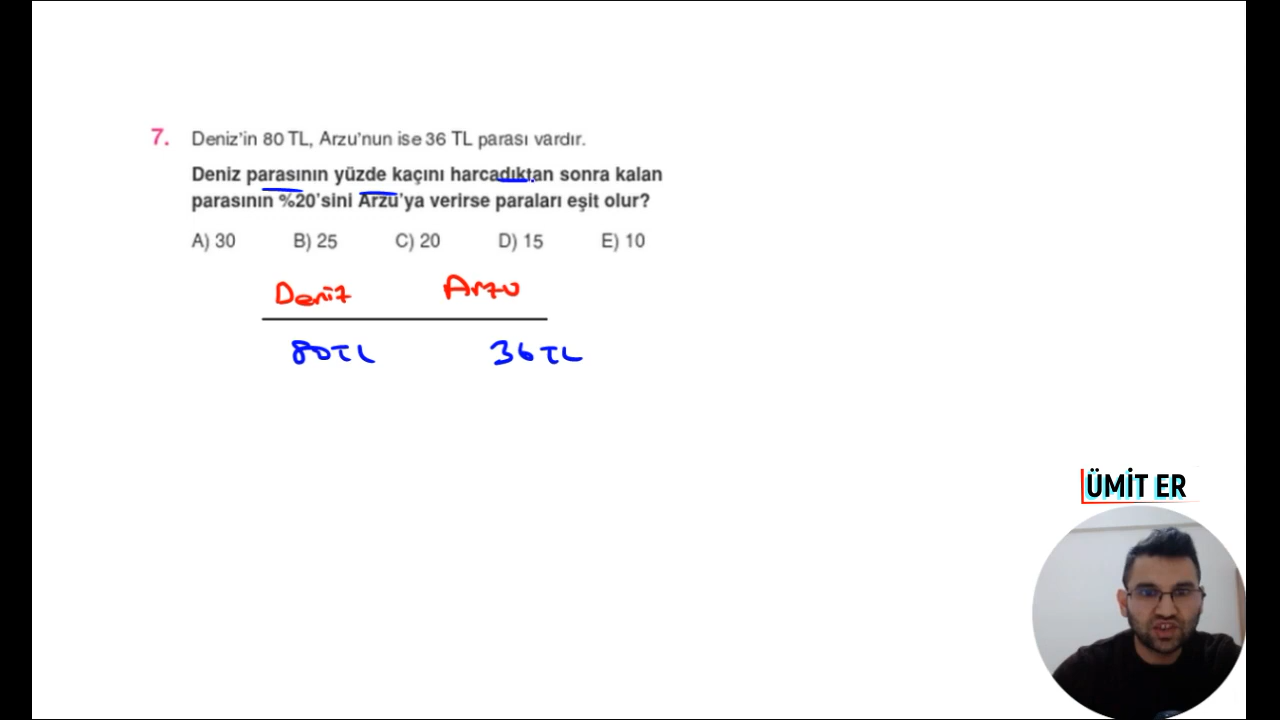 7. Deniz'in 80 TL, Arzu'nun ise 36 TL parası vardır.
Deniz parasının yüzde kaçını harcadıktan sonra kalan
parasının %20'sini Arzu'ya verirse paraları eşit olur?
A) 30 B) 25 C) 20 D) 15 E) 10
Deniz Arzu
80TL 36TL
ÜMİT ER